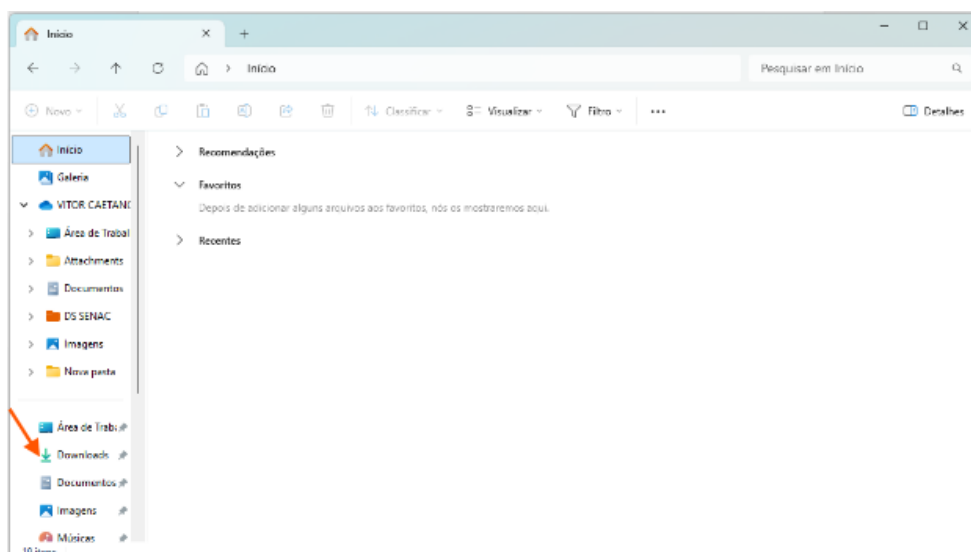 Início
Início
Pesquisar em Início
Novo
Classificar
Visualizar
Filtro
Detalhes
Início
Galeria
VITOR CAETANO
Área de Trabal
Attachments
Documentos
DS SENAC
Imagens
Nova pasta
Área de Traba
Downloads
Documentos
Imagens
Músicas
Recomendações
Favoritos
Depois de adicionar alguns arquivos aos favoritos, nós os mostraremos aqui.
Recentes